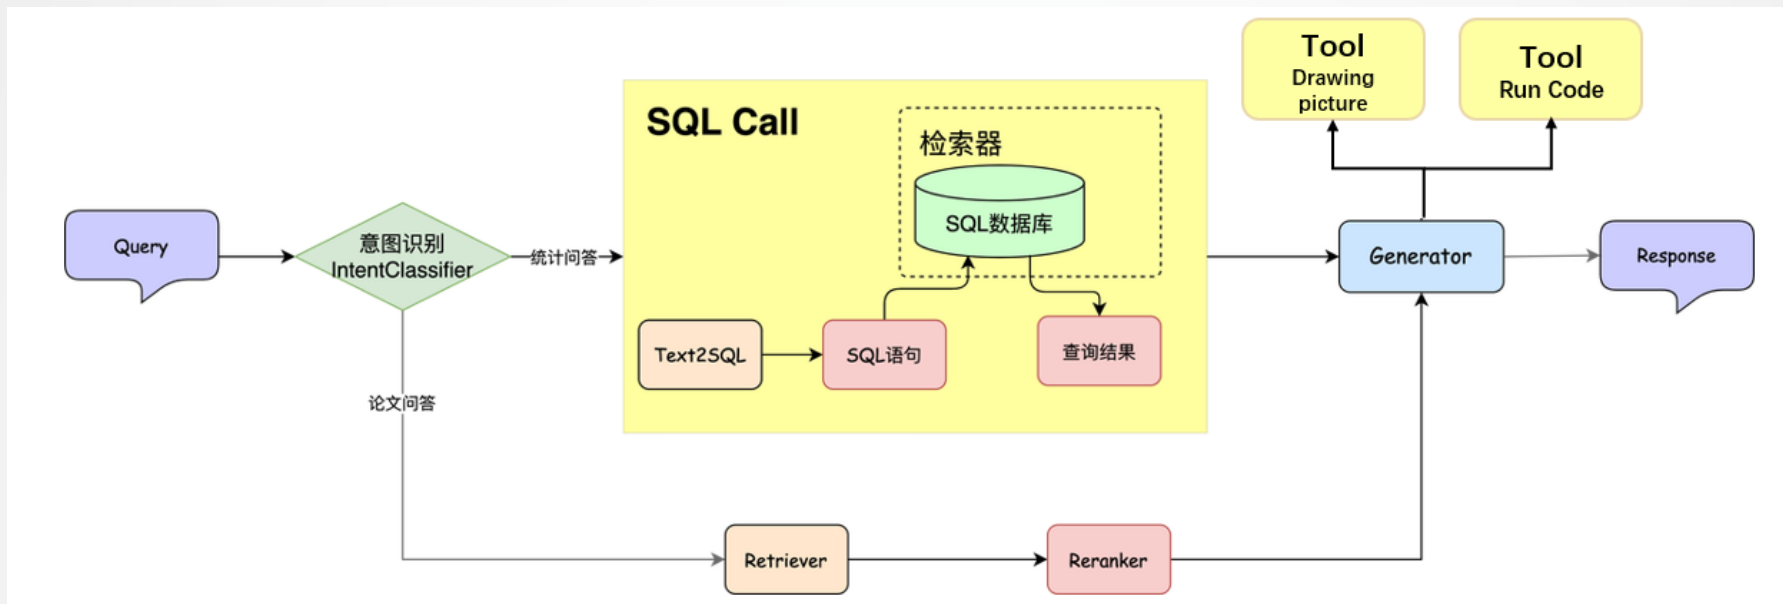 Tool
Drawing
picture
Tool
Run Code
SQL Call
检索器
SQL数据库
Query
意图识别
IntentClassifier
统计问答
Generator
Response
Text2SQL
SQL语句
查询结果
论文问答
Retriever
Reranker